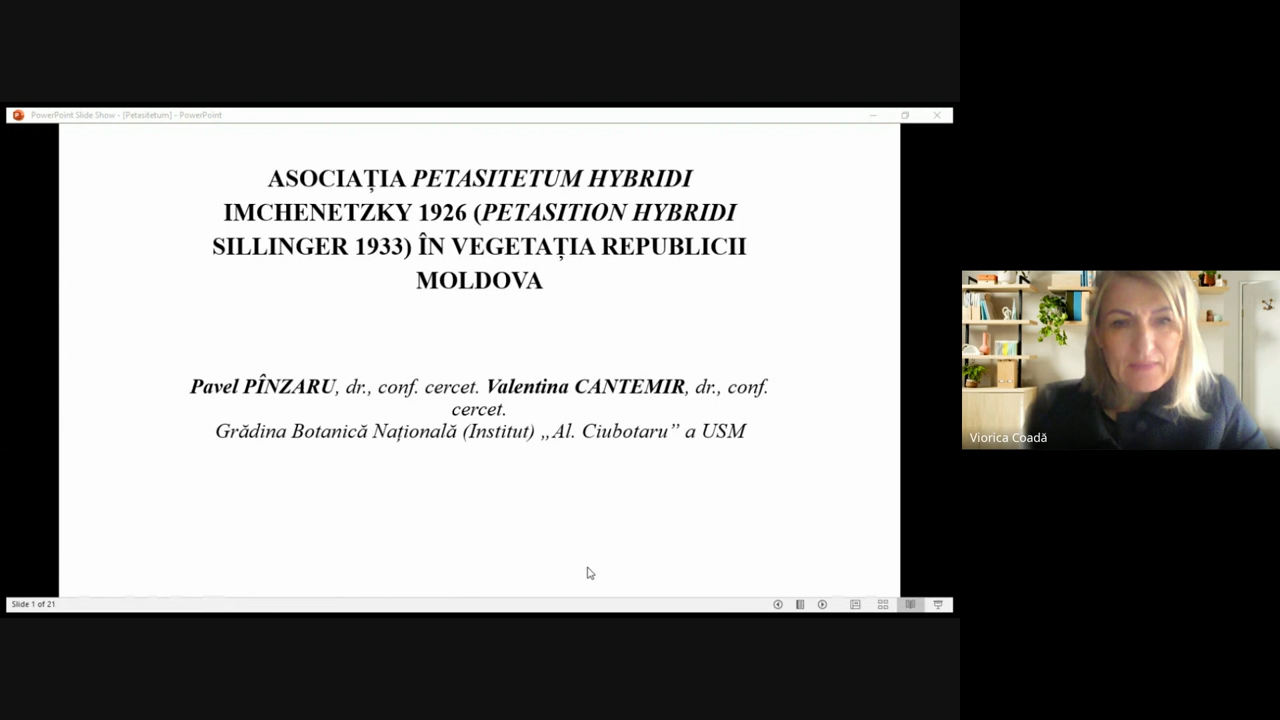 PowerPoint Slide Show - [Petasitetum] - PowerPoint
ASOCIAȚIA PETASITETUM HYBRIDI
IMCHENETZKY 1926 (PETASITION HYBRIDI
SILLINGER 1933) ÎN VEGETAȚIA REPUBLICII
MOLDOVA
Pavel PÎNZARU, dr., conf. cercet. Valentina CANTEMIR, dr., conf.
cercet.
Grădina Botanică Națională (Institut) „Al. Ciubotaru” a USM
Viorica Coadă
Slide 1 of 21